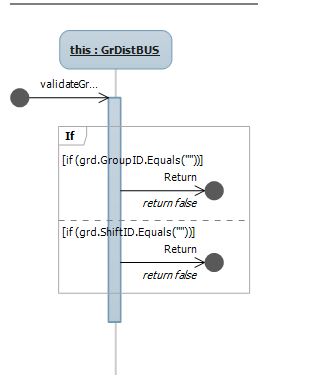 this : GrDistBUS
validateGr...
If
[if (grd.GroupID.Equals(""))]
Return
return false
[if (grd.ShiftID.Equals(""))]
Return
return false